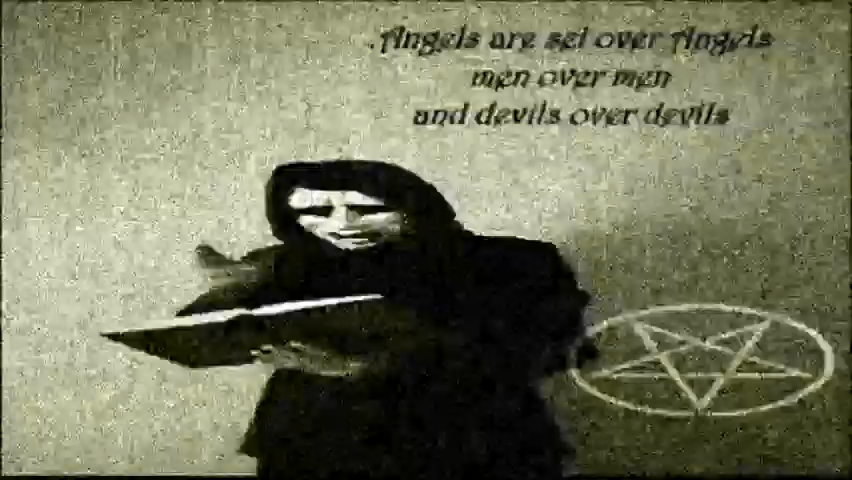 Angels are set over Angels
men over men
and devils over devils